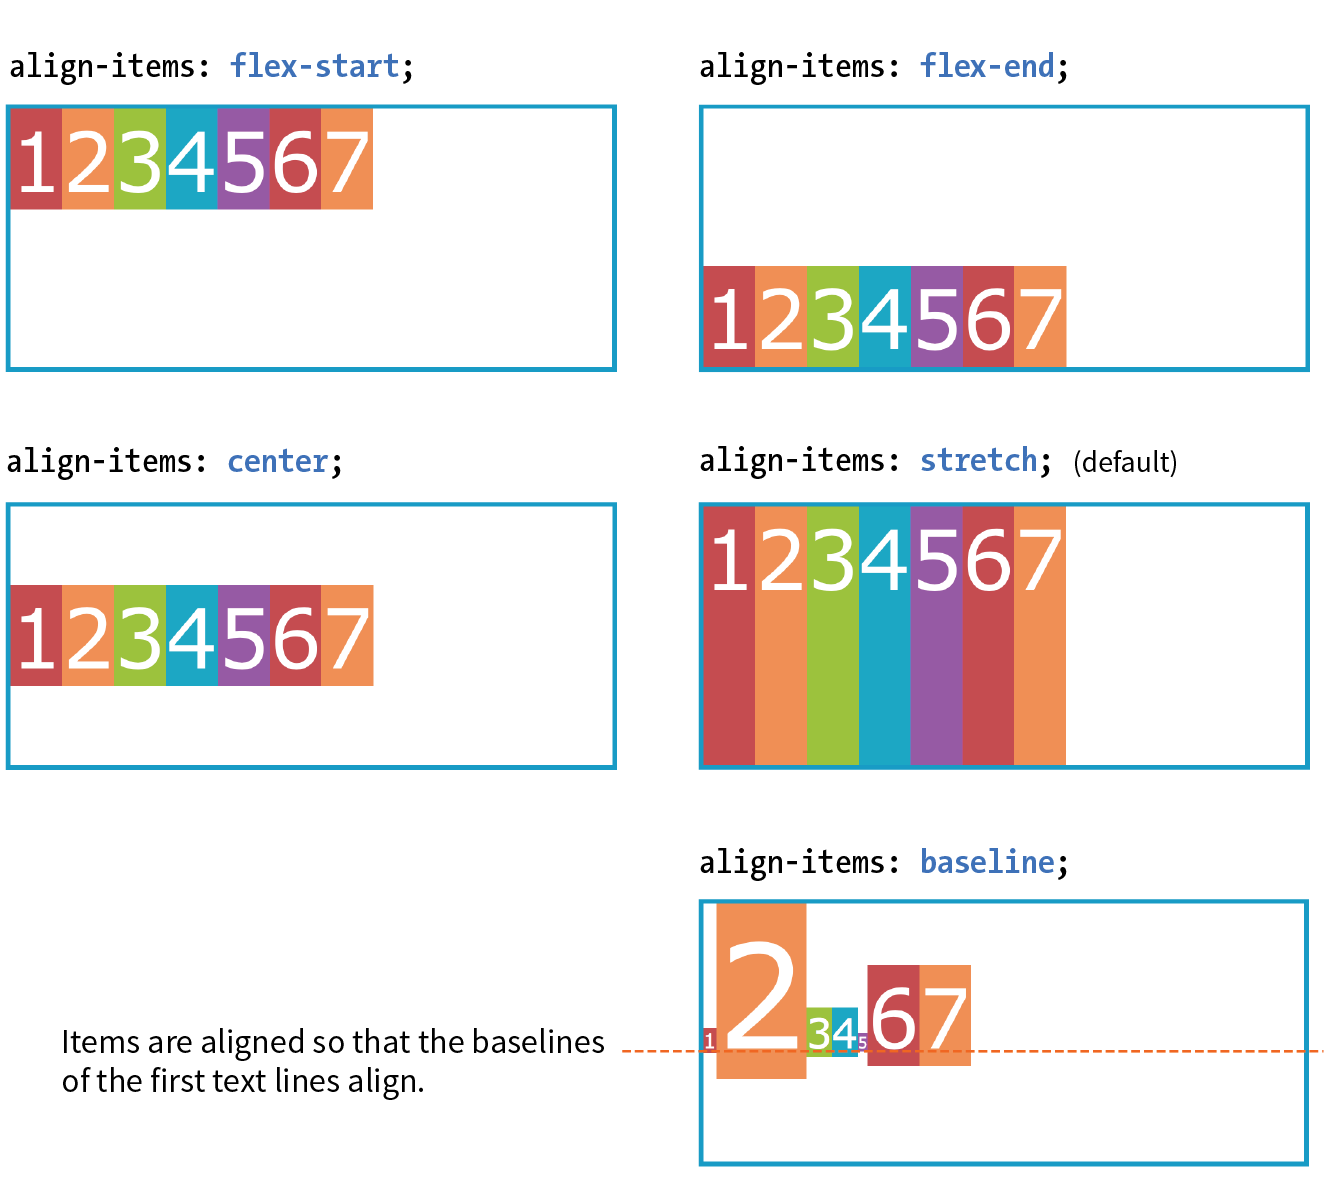 align-items: flex-start;
1234567
align-items: flex-end;
1234567
align-items: center;
1234567
align-items: stretch; (default)
1234567
align-items: baseline;
1234567
Items are aligned so that the baselines
of the first text lines align.